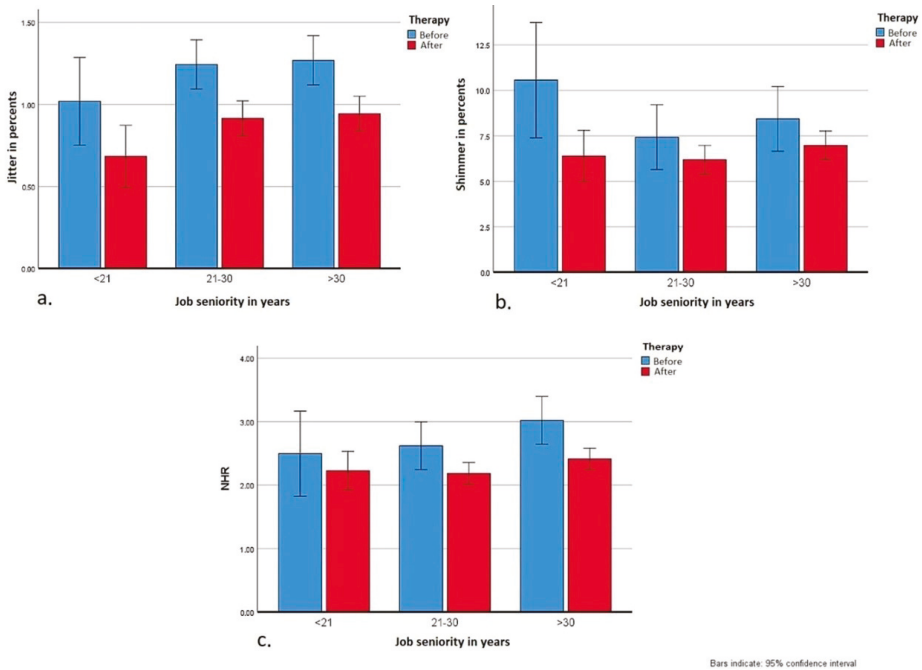 Therapy
Before
After
1.50
1.00
0.50
0.00
Jitter in percents
<21
21-30
>30
Job seniority in years
a.
Therapy
Before
After
12.5
10.0
7.5
5.0
2.5
0.0
Shimmer in percents
<21
21-30
>30
Job seniority in years
b.
Therapy
Before
After
4.00
3.00
2.00
1.00
0.00
NHR
<21
21-30
>30
Job seniority in years
c.
Bars indicate: 95% confidence interval